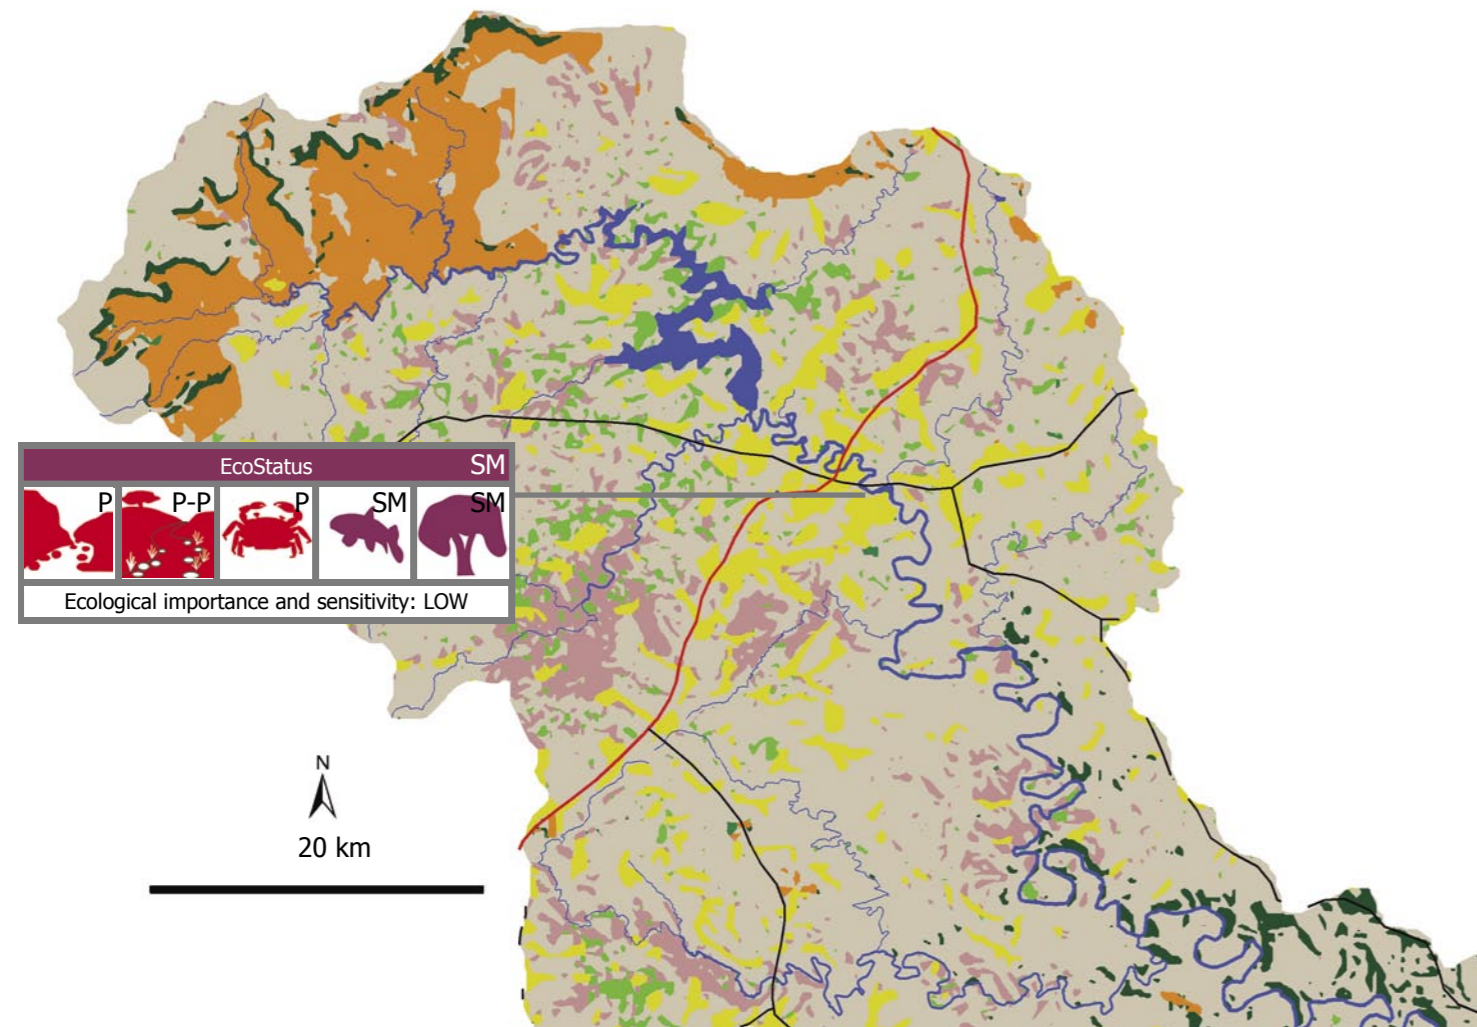 EcoStatus SM
P P-P P SM SM
Ecological importance and sensitivity: LOW
N
20 km